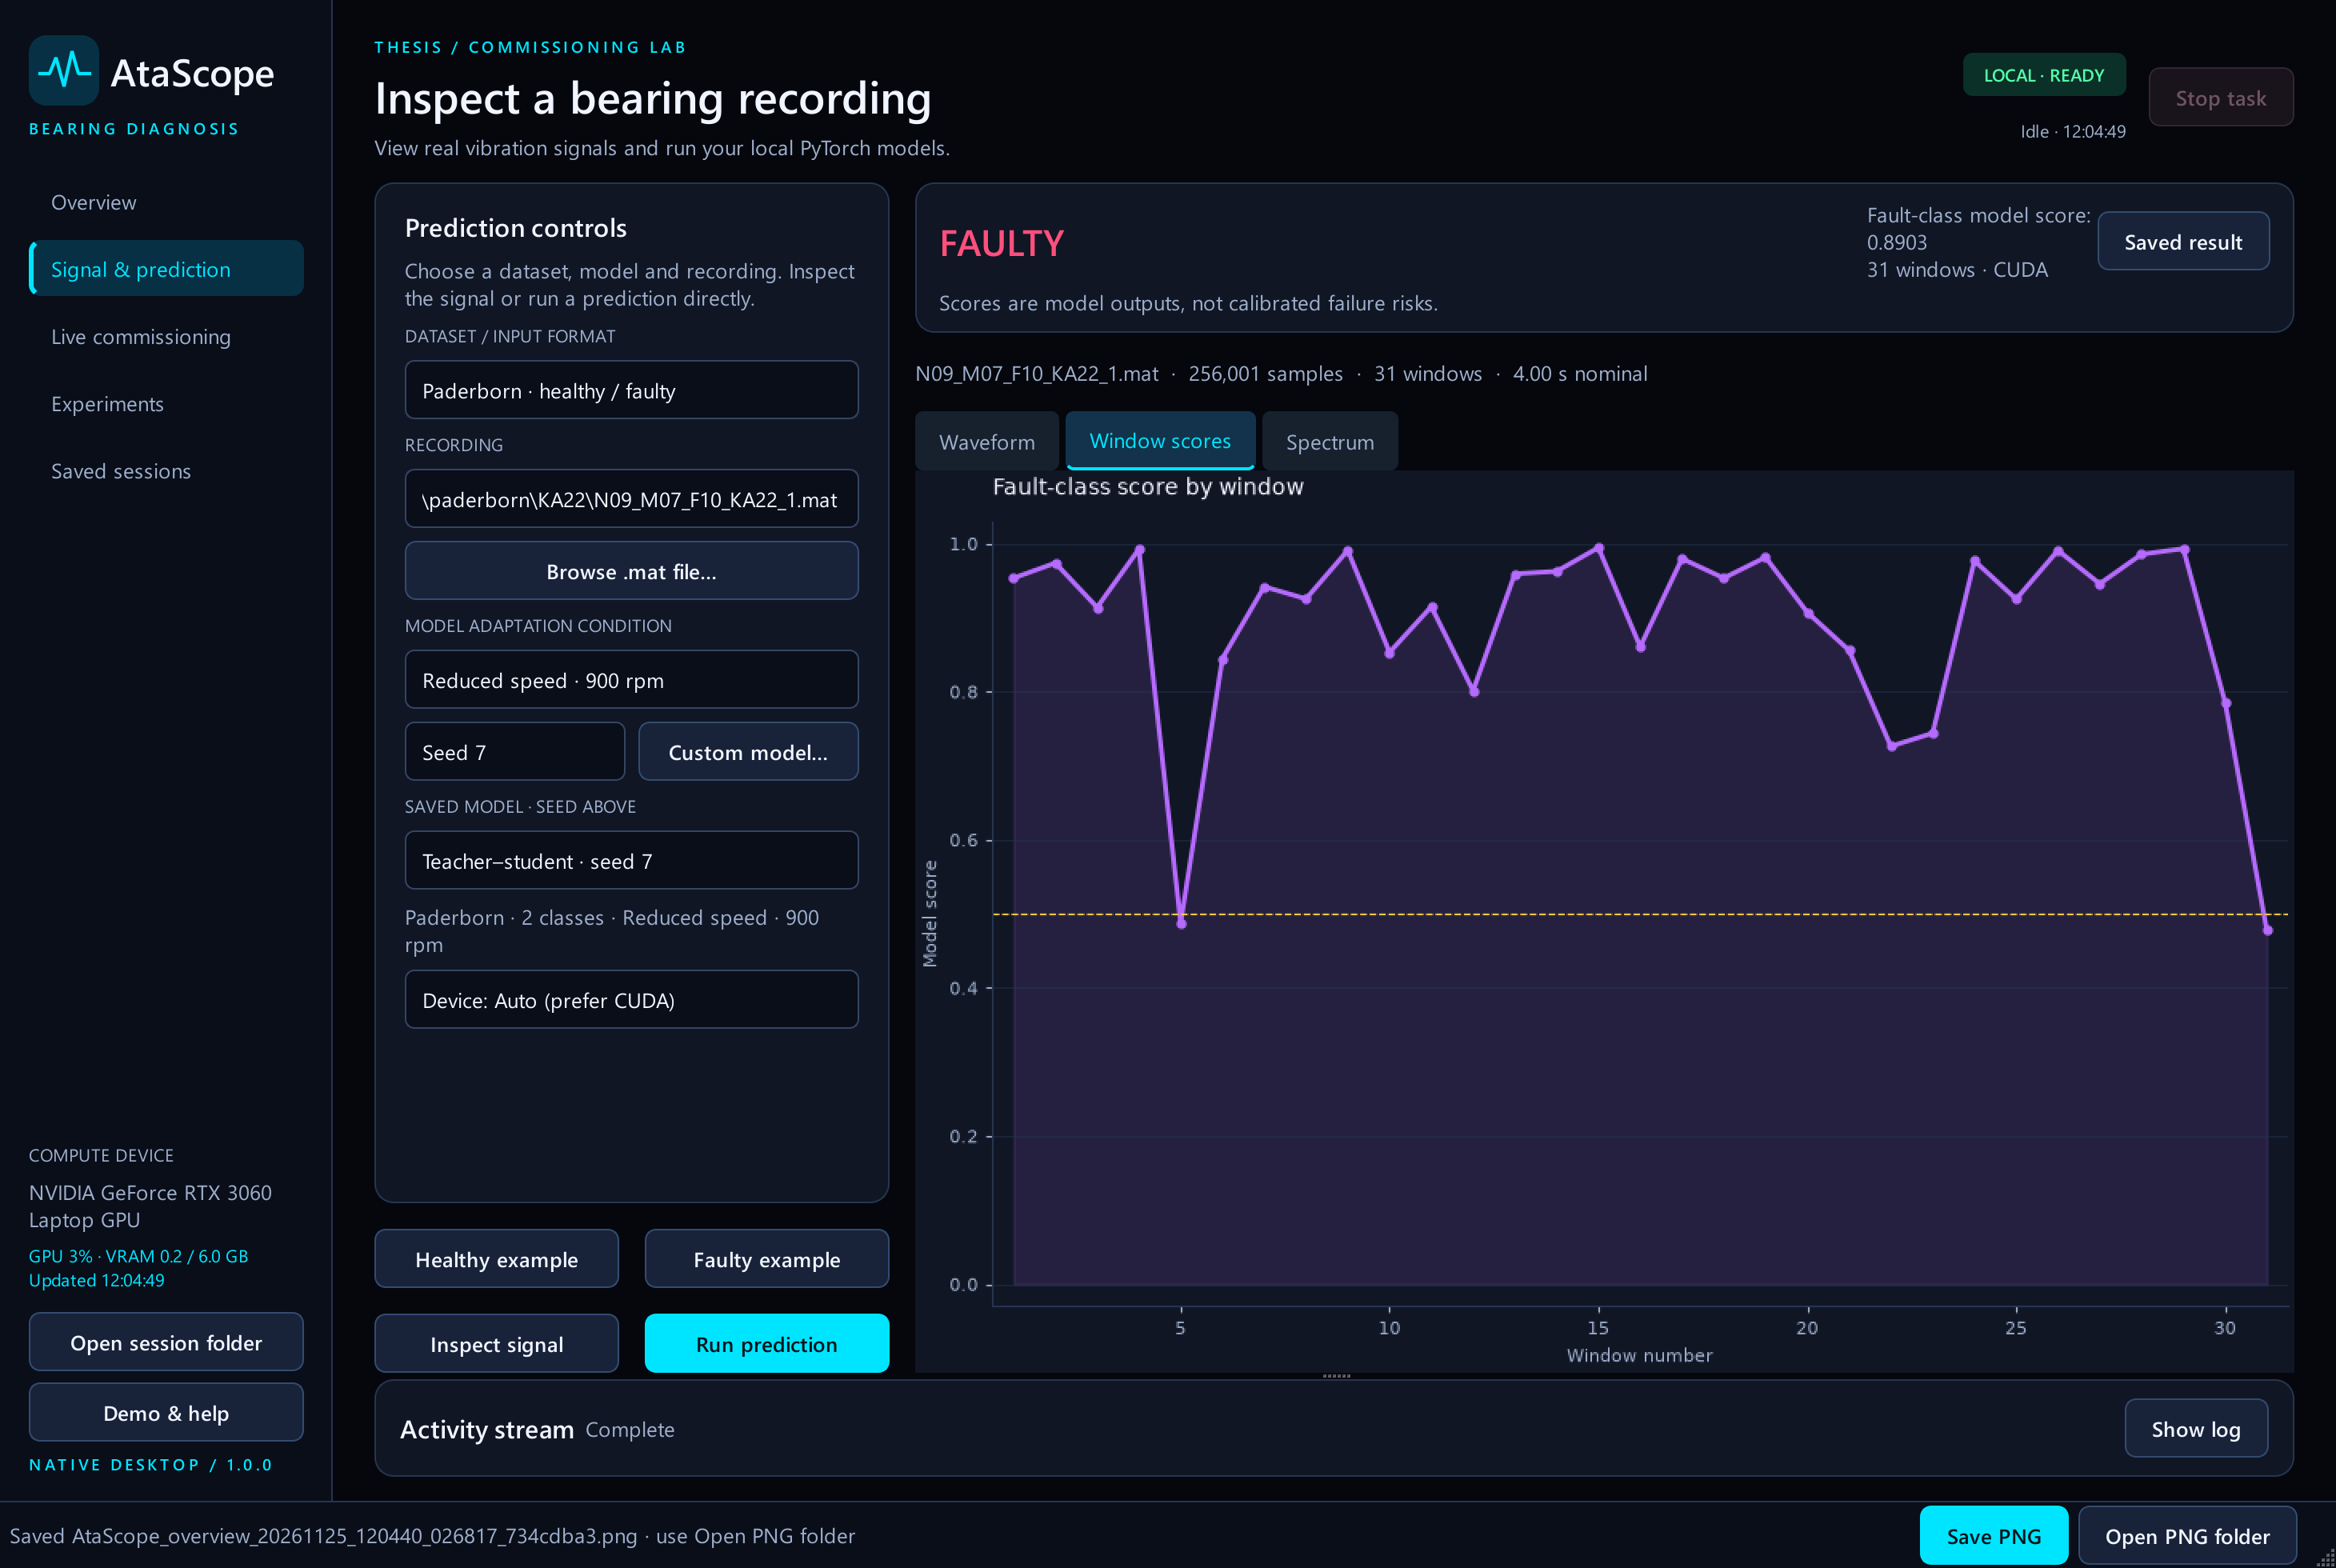 AtaScope
BEARING DIAGNOSIS
Overview
Signal & prediction
Live commissioning
Experiments
Saved sessions
COMPUTE DEVICE
NVIDIA GeForce RTX 3060
Laptop GPU
GPU 3% · VRAM 0.2 / 6.0 GB
Updated 12:04:49
Open session folder
Demo & help
NATIVE DESKTOP / 1.0.0
THESIS / COMMISSIONING LAB
Inspect a bearing recording
View real vibration signals and run your local PyTorch models.
LOCAL · READY
Idle · 12:04:49
Stop task
Prediction controls
Choose a dataset, model and recording. Inspect
the signal or run a prediction directly.
DATASET / INPUT FORMAT
Paderborn · healthy / faulty
RECORDING
\paderborn\KA22\N09_M07_F10_KA22_1.mat
Browse .mat file...
MODEL ADAPTATION CONDITION
Reduced speed · 900 rpm
Seed 7
Custom model...
SAVED MODEL · SEED ABOVE
Teacher–student · seed 7
Paderborn · 2 classes · Reduced speed · 900
rpm
Device: Auto (prefer CUDA)
Healthy example
Faulty example
Inspect signal
Run prediction
FAULTY
Scores are model outputs, not calibrated failure risks.
Fault-class model score:
0.8903
31 windows · CUDA
Saved result
N09_M07_F10_KA22_1.mat · 256,001 samples · 31 windows · 4.00 s nominal
Waveform
Window scores
Spectrum
Fault-class score by window
Model score
1.0
0.8
0.6
0.4
0.2
0.0
5 10 15 20 25 30
Window number
Activity stream Complete
Show log
Saved AtaScope_overview_20261125_120440_026817_734cdba3.png · use Open PNG folder
Save PNG
Open PNG folder